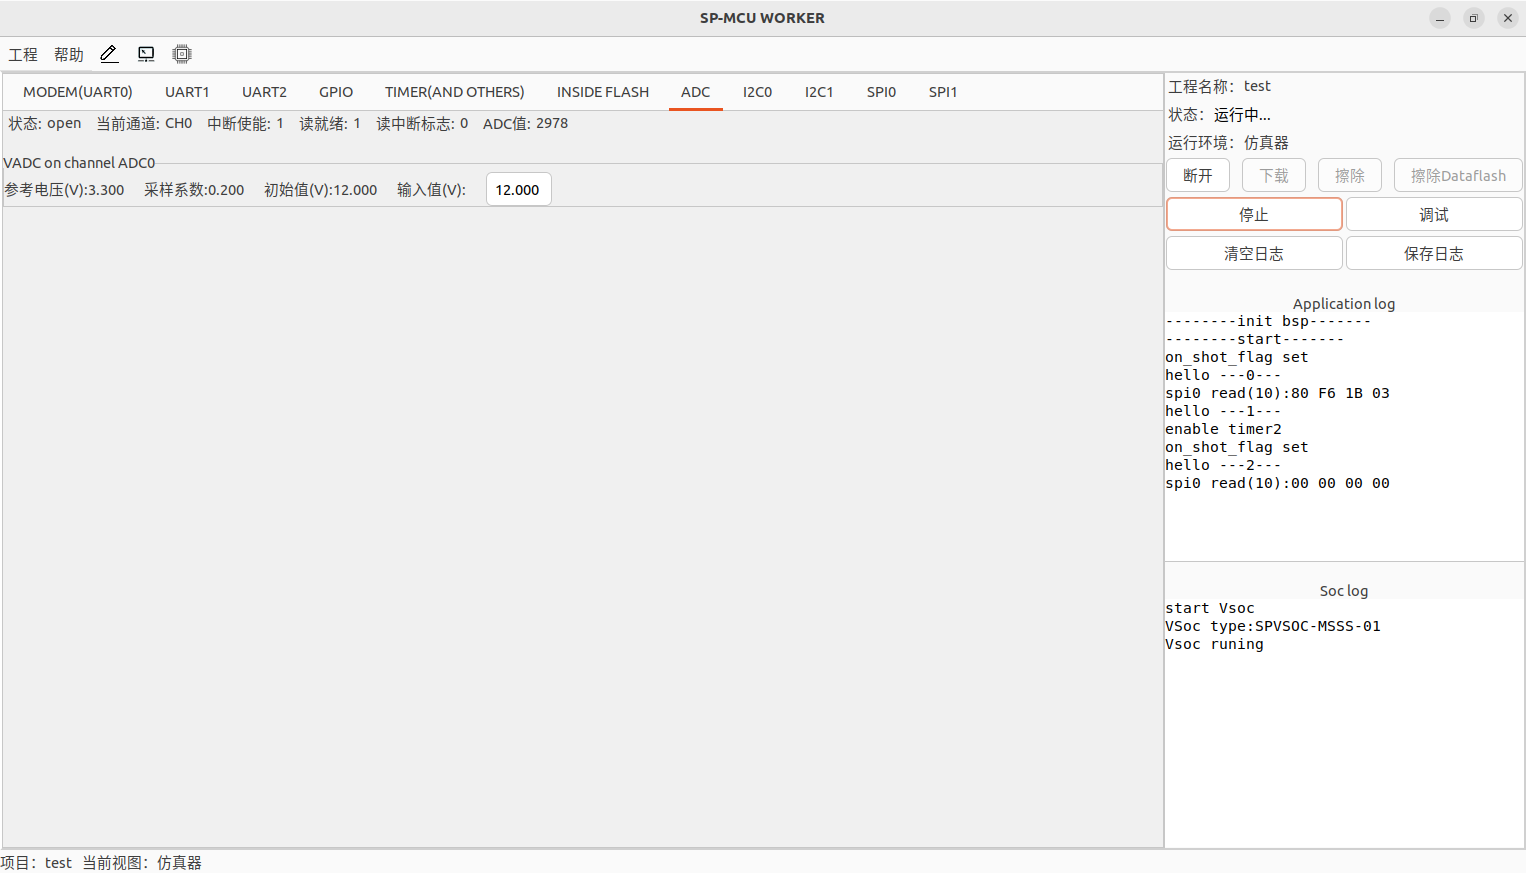 SP-MCU WORKER
工程 帮助
MODEM(UART0) UART1 UART2 GPIO TIMER(AND OTHERS) INSIDE FLASH ADC I2C0 I2C1 SPI0 SPI1
状态: open 当前通道: CH0 中断使能: 1 读就绪: 1 读中断标志: 0 ADC值: 2978
VADC on channel ADC0
参考电压(V):3.300 采样系数:0.200 初始值(V):12.000 输入值(V): 12.000
工程名称: test
状态: 运行中...
运行环境: 仿真器
断开 下载 擦除 擦除Dataflash
停止 调试
清空日志 保存日志
Application log
--------init bsp-------
--------start-------
on_shot_flag set
hello ---0---
spi0 read(10):80 F6 1B 03
hello ---1---
enable timer2
on_shot_flag set
hello ---2---
spi0 read(10):00 00 00 00
Soc log
start Vsoc
VSoc type:SPVSOC-MSSS-01
Vsoc runing
项目: test 当前视图: 仿真器